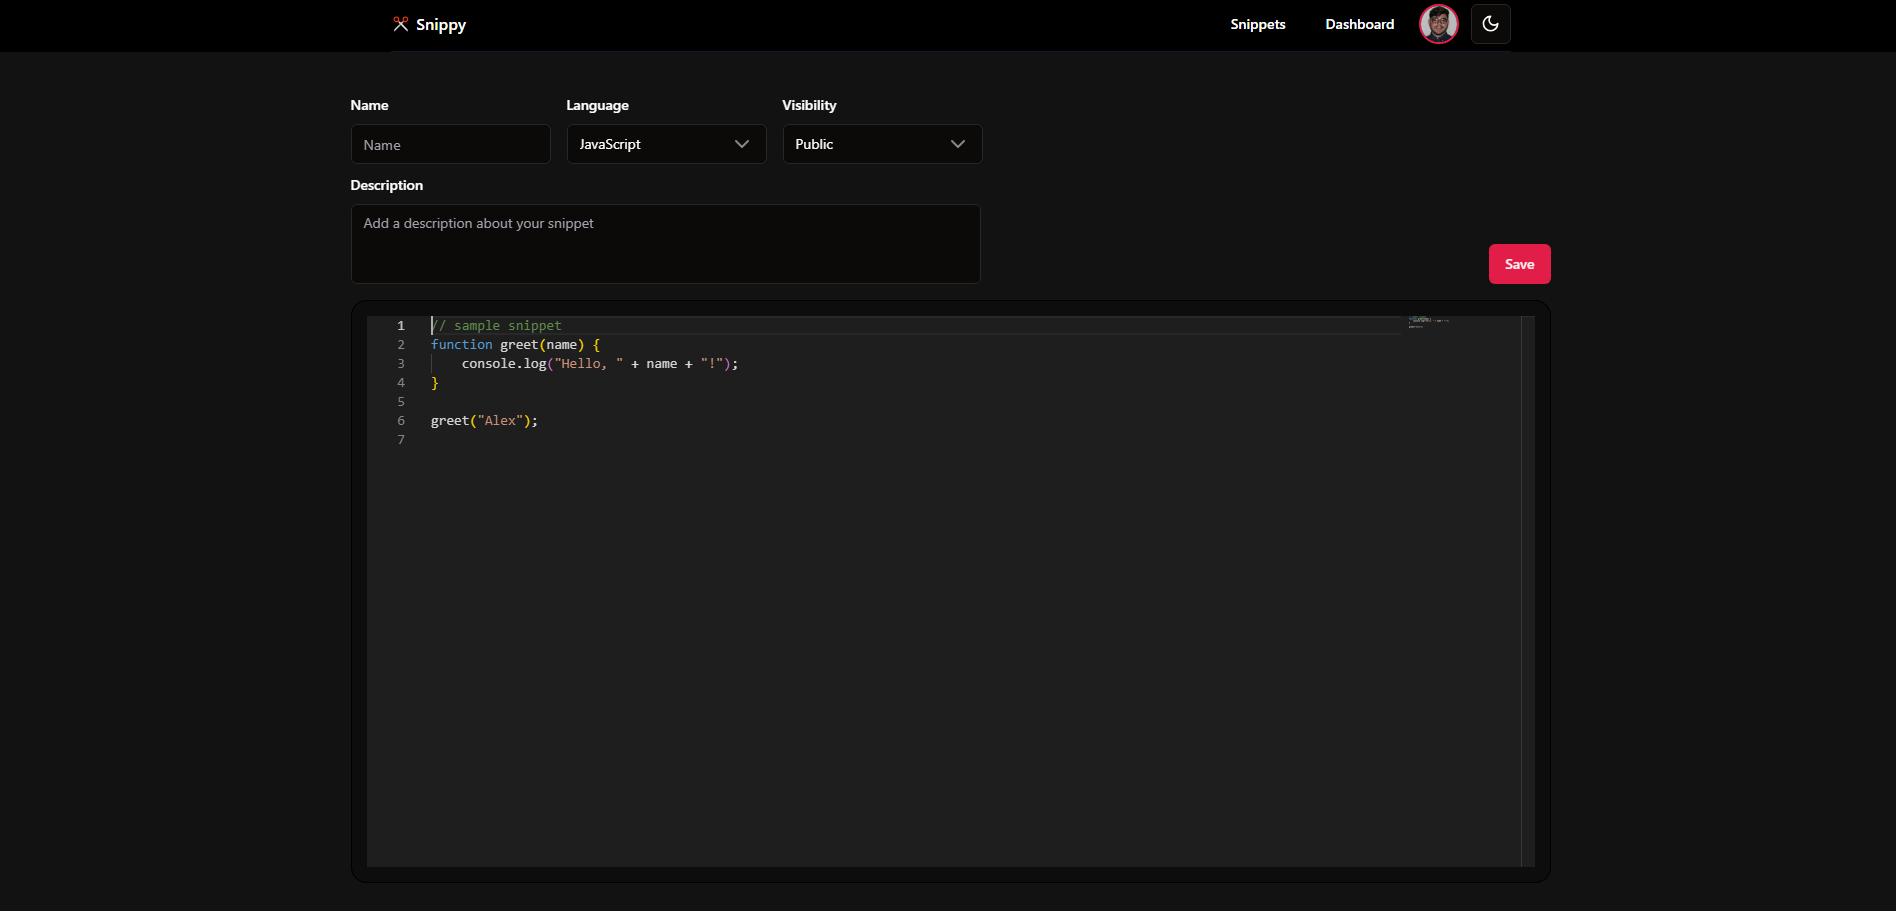 Snippy
Snippets
Dashboard
Name
Language
Visibility
Name
JavaScript
Public
Description
Add a description about your snippet
Save
1 // sample snippet
2 function greet(name) {
3     console.log("Hello, " + name + "!");
4 }
5
6 greet("Alex");
7